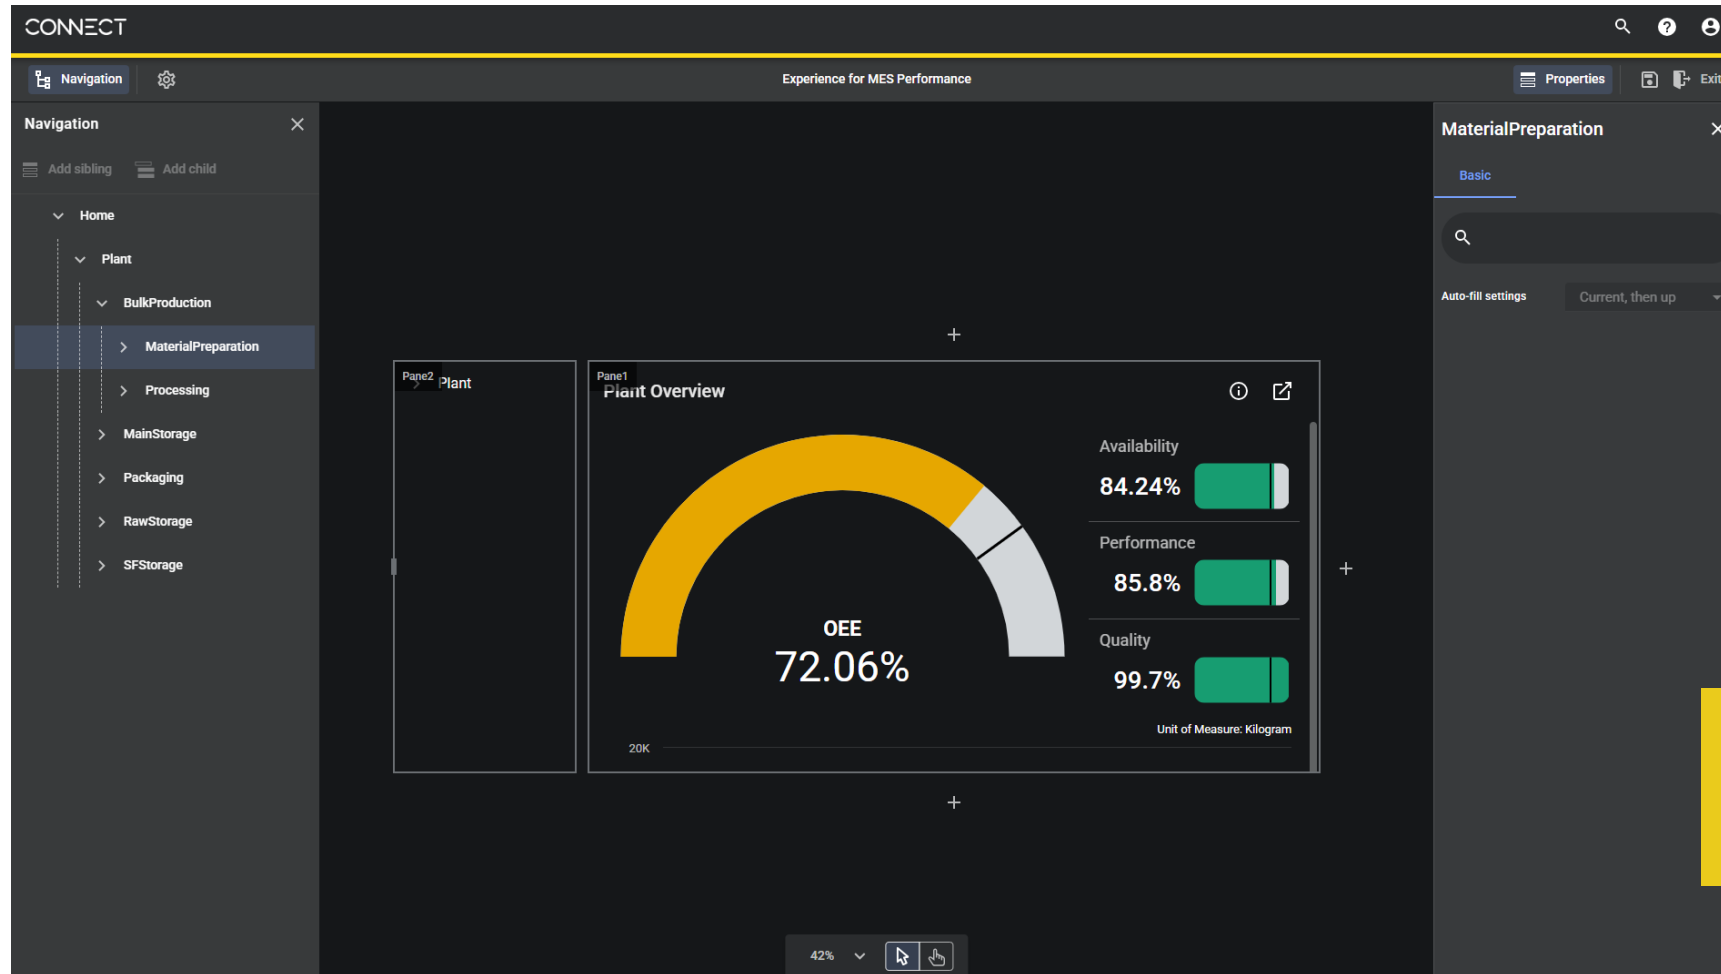 CONNECT
Navigation
Experience for MES Performance
Properties
Exit
Navigation
Add sibling
Add child
Home
Plant
BulkProduction
MaterialPreparation
Processing
MainStorage
Packaging
RawStorage
SFStorage
Pane2
Plant
Pane1
Plant Overview
OEE
72.06%
Availability
84.24%
Performance
85.8%
Quality
99.7%
Unit of Measure: Kilogram
20K
42%
MaterialPreparation
Basic
Auto-fill settings
Current, then up